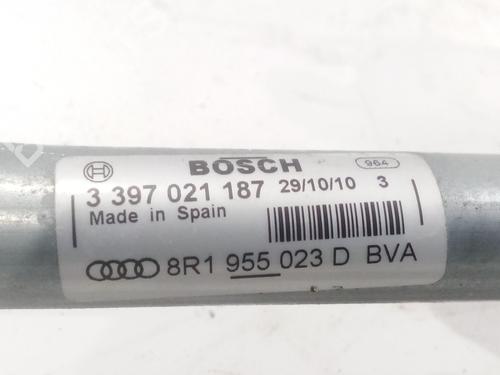 BOSCH
964
3 397 021 187 29/10/10 3
Made in Spain
8R1 955 023 D BVA